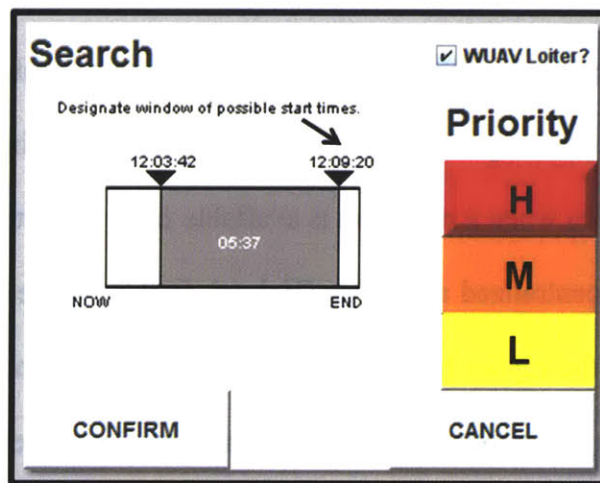 Search
WUAV Loiter?
Designate window of possible start times.
Priority
12:03:42 12:09:20
H
05:37
M
NOW END
L
CONFIRM CANCEL